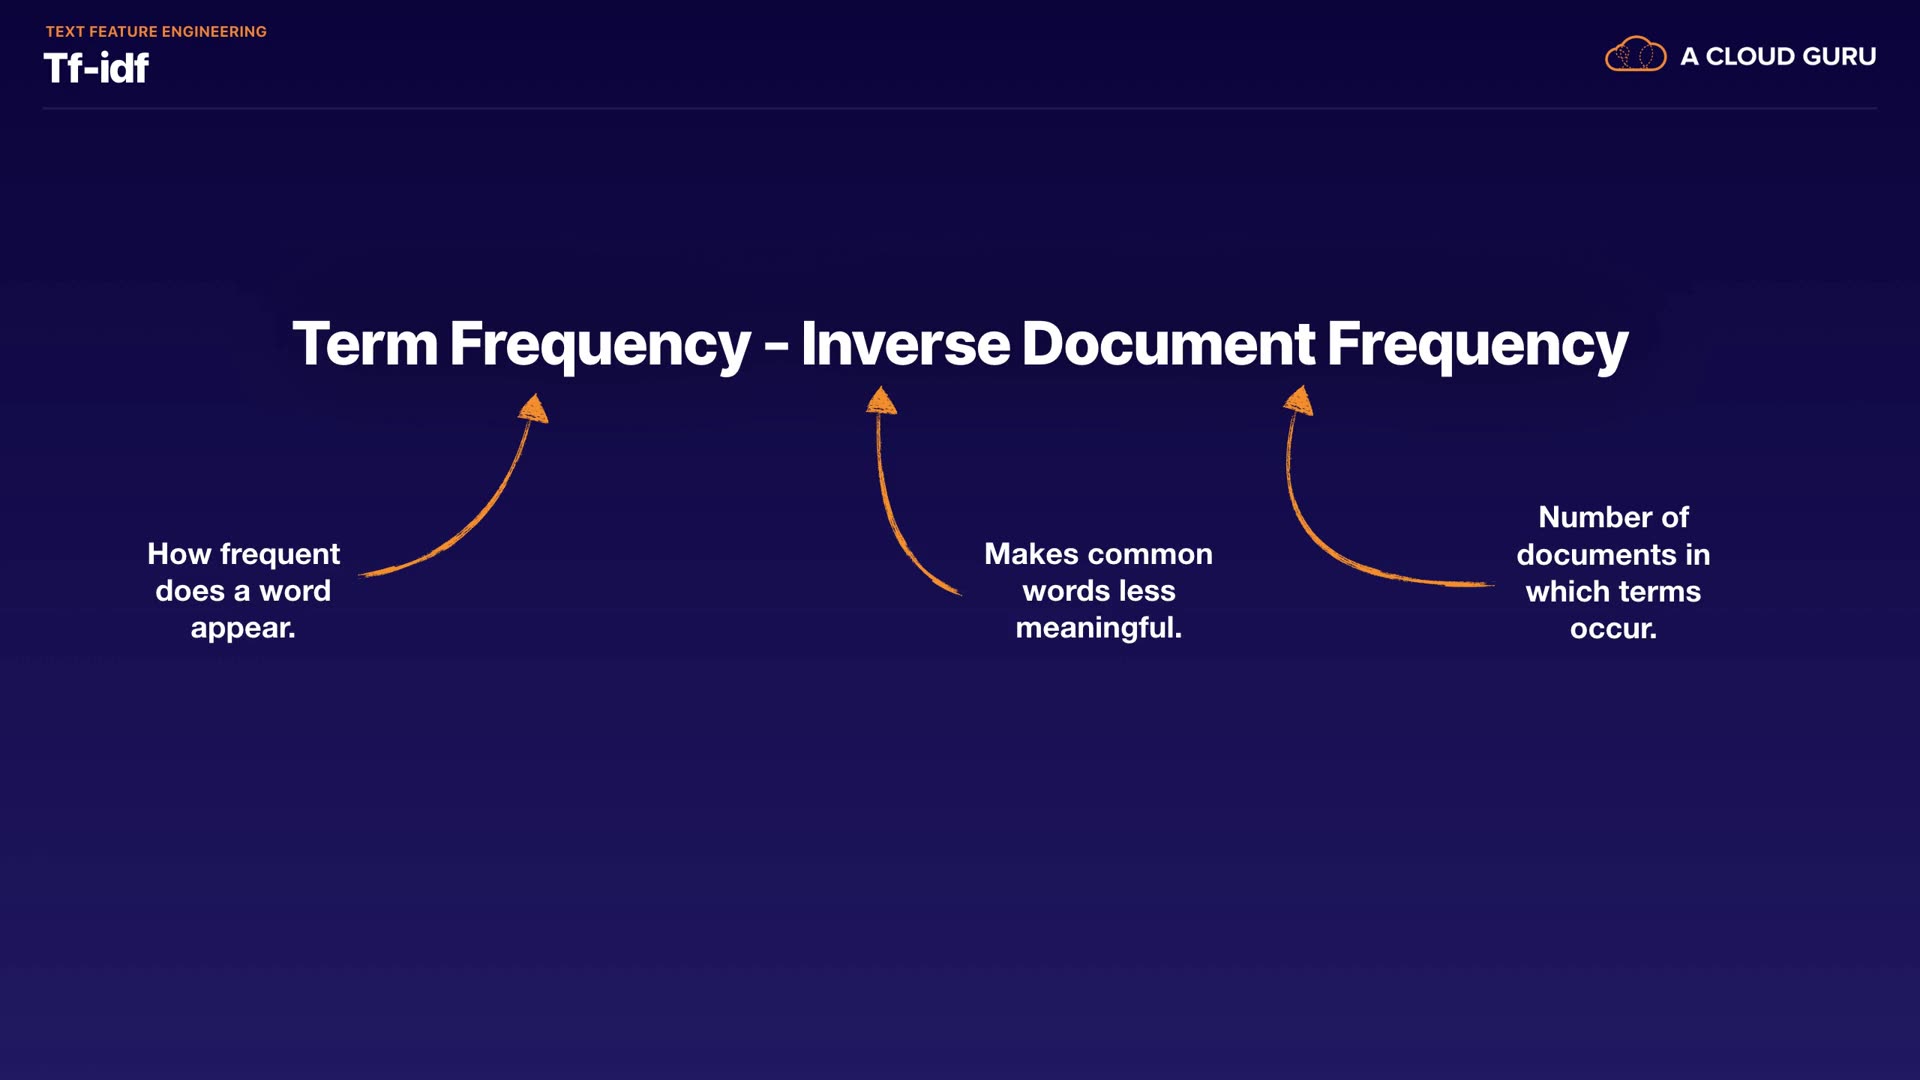 TEXT FEATURE ENGINEERING
Tf-idf
A CLOUD GURU
Term Frequency - Inverse Document Frequency
How frequent
does a word
appear.
Makes common
words less
meaningful.
Number of
documents in
which terms
occur.